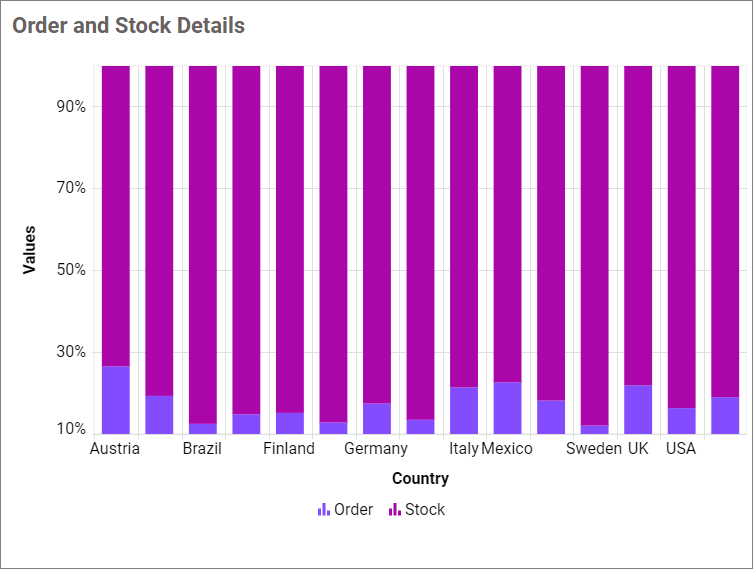 Order and Stock Details
90%
70%
50%
30%
10%
Values
Austria Brazil Finland Germany Italy Mexico Sweden UK USA
Country
Order Stock